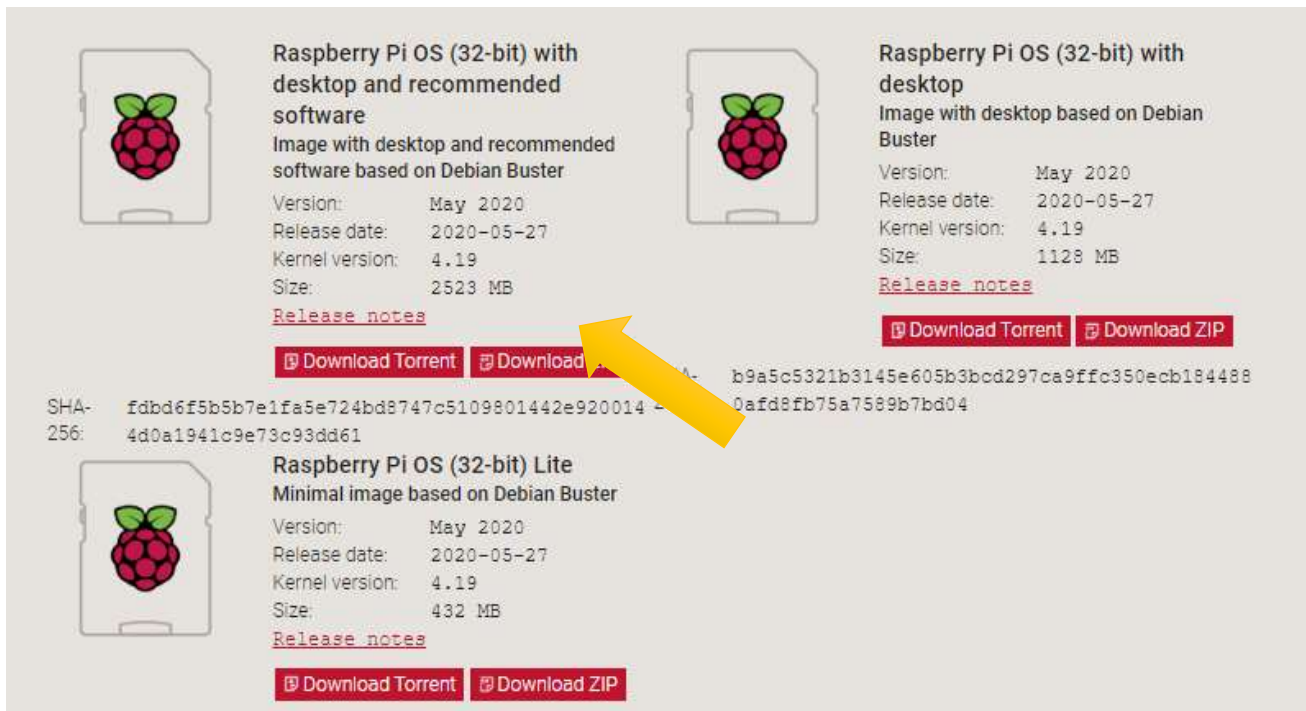 Raspberry Pi OS (32-bit) with
desktop and recommended
software
Image with desktop and recommended
software based on Debian Buster
Version: May 2020
Release date: 2020-05-27
Kernel version: 4.19
Size: 2523 MB
Release notes
Download Torrent Download
SHA- fdbd6f5b5b7e1fa5e724bd8747c5109801442e920014
256: 4d0a1941c9e73c93dd61
Raspberry Pi OS (32-bit) with
desktop
Image with desktop based on Debian
Buster
Version: May 2020
Release date: 2020-05-27
Kernel version: 4.19
Size: 1128 MB
Release notes
Download Torrent Download ZIP
b9a5c5321b3145e605b3bcd297ca9ffc350ecb184488
0afd8fb75a7589b7bd04
Raspberry Pi OS (32-bit) Lite
Minimal image based on Debian Buster
Version: May 2020
Release date: 2020-05-27
Kernel version: 4.19
Size: 432 MB
Release notes
Download Torrent Download ZIP